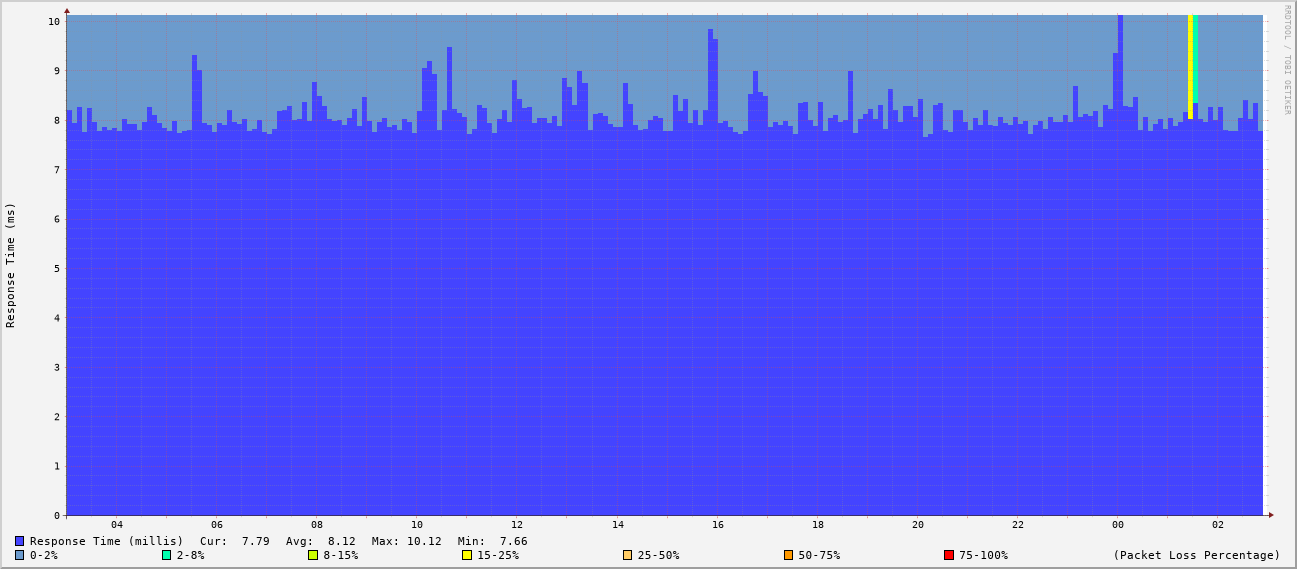 RRDTOOL / TOBI OETIKER
Response Time (ms)
10
9
8
7
6
5
4
3
2
1
0
04 06 08 10 12 14 16 18 20 22 00 02
Response Time (millis) Cur: 7.79 Avg: 8.12 Max: 10.12 Min: 7.66
0-2% 2-8% 8-15% 15-25% 25-50% 50-75% 75-100% (Packet Loss Percentage)